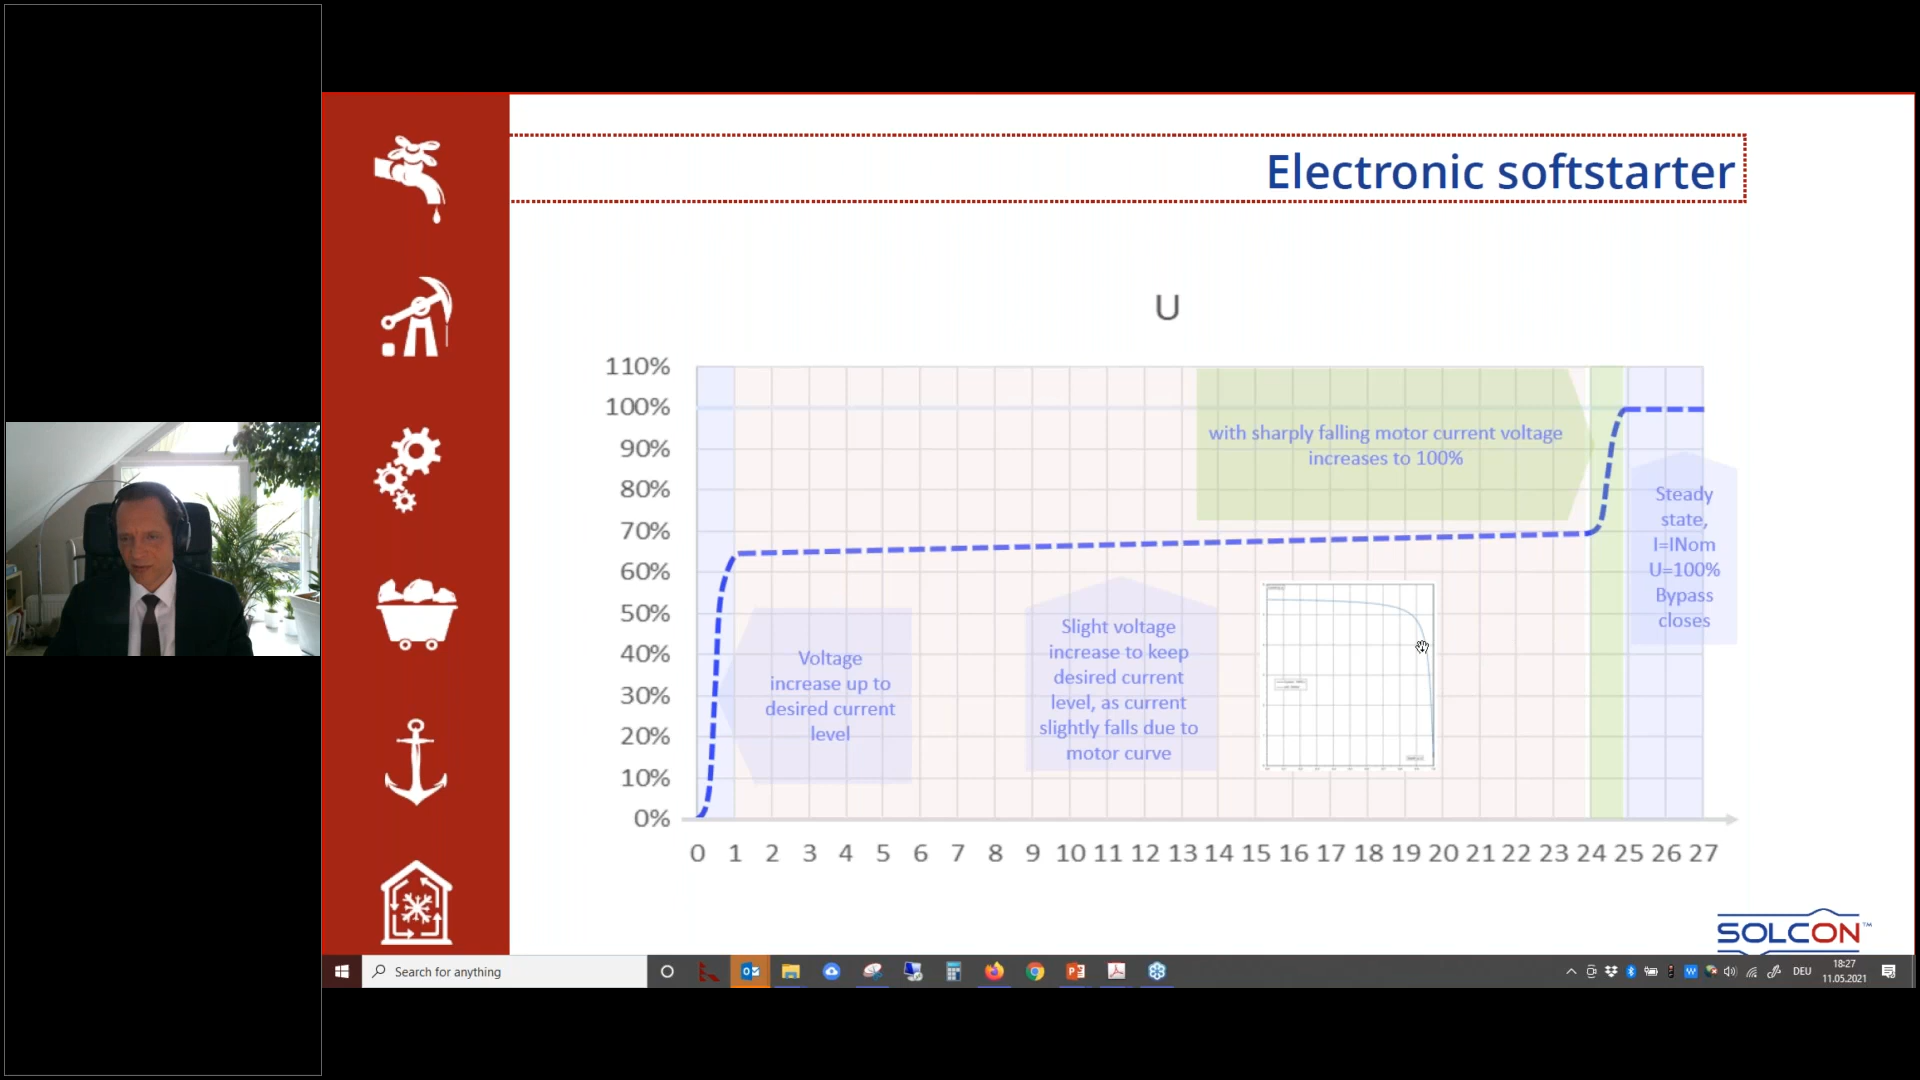 Electronic softstarter
U
110%
100%
90%
80%
70%
60%
50%
40%
30%
20%
10%
0%
with sharply falling motor current voltage
increases to 100%
Steady
state,
I=INom
U=100%
Bypass
closes
Voltage
increase up to
desired current
level
Slight voltage
increase to keep
desired current
level, as current
slightly falls due to
motor curve
0 1 2 3 4 5 6 7 8 9 10 11 12 13 14 15 16 17 18 19 20 21 22 23 24 25 26 27
SOLCON™
Search for anything
DEU
18:27
11.05.2021